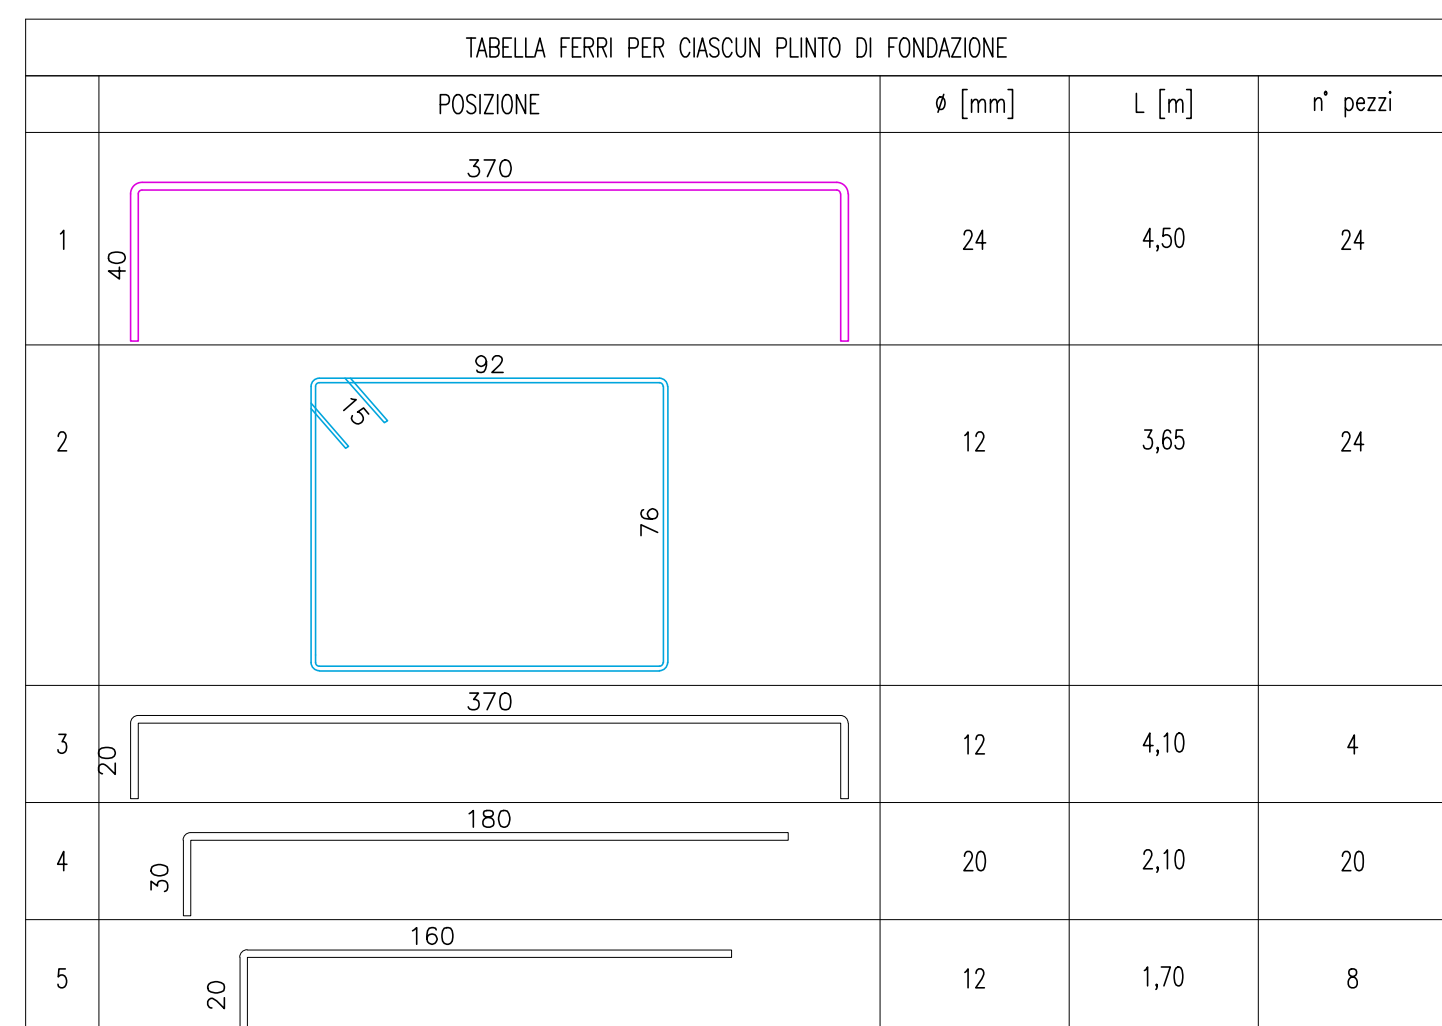 TABELLA FERRI PER CIASCUN PLINTO DI FONDAZIONE
POSIZIONE ø [mm] L [m] n° pezzi
370
1 40 24 4,50 24
92
15
2 12 3,65 24
76
370
3 20 12 4,10 4
180
4 30 20 2,10 20
160
5 20 12 1,70 8